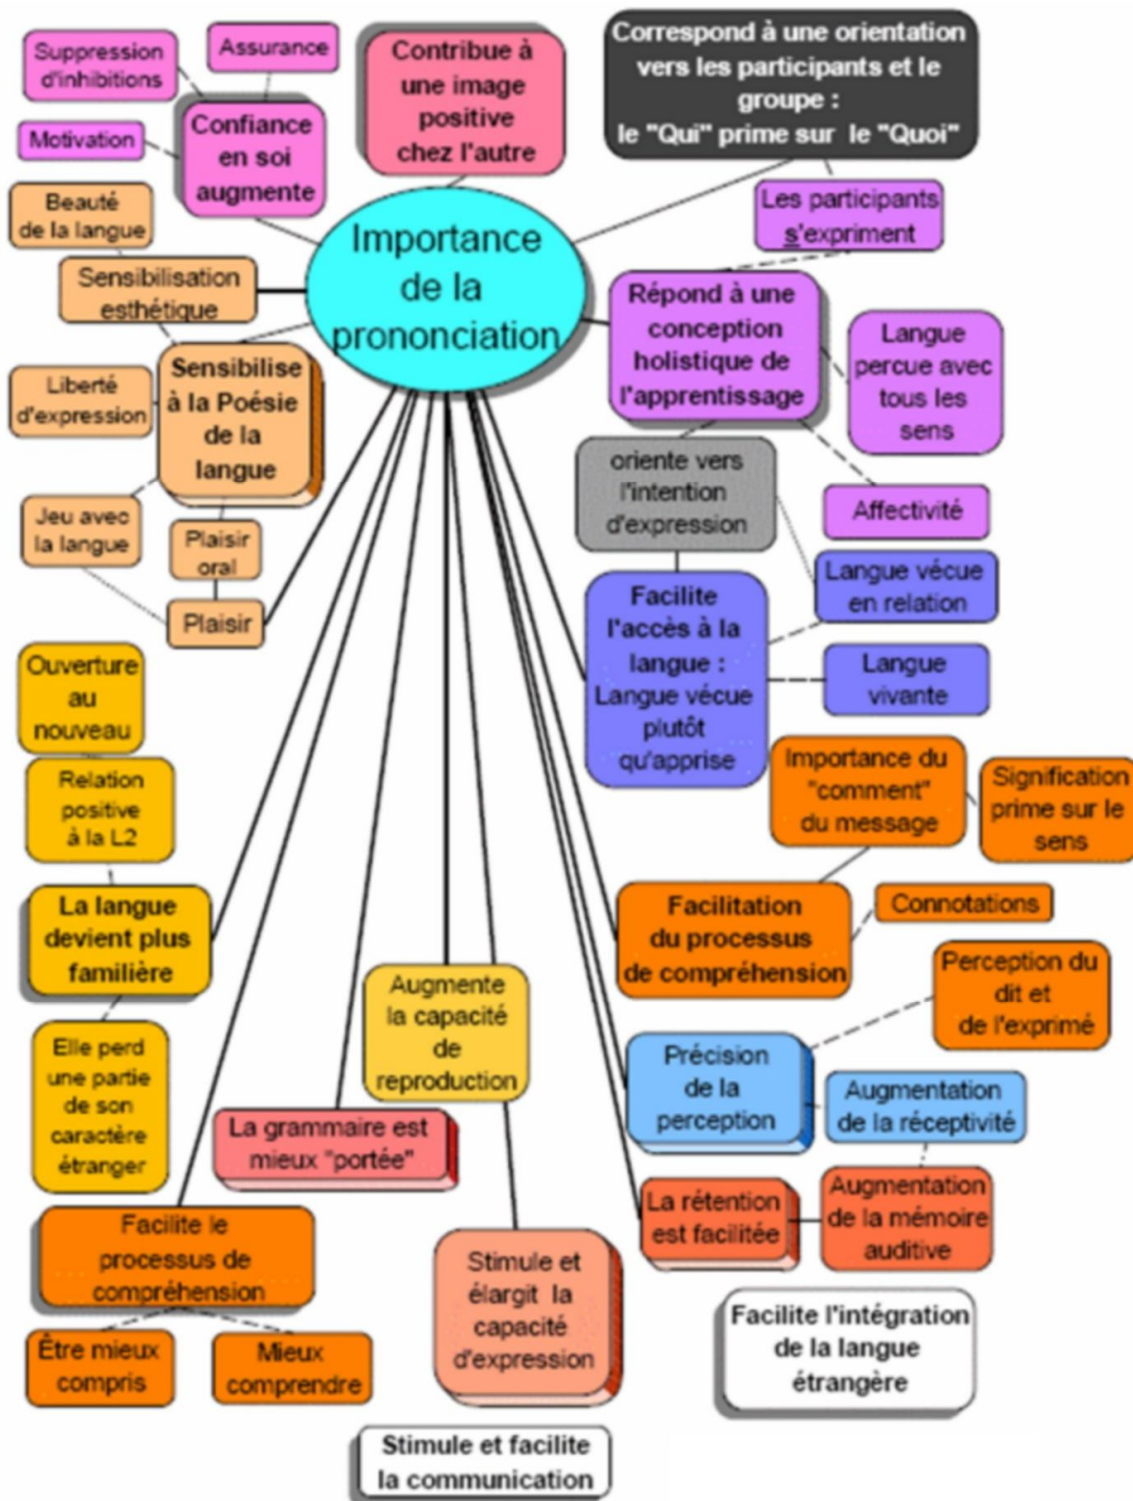 Suppression
d'inhibitions
Assurance
Motivation
Confiance
en soi
augmente
Contribue à
une image
positive
chez l'autre
Correspond à une orientation
vers les participants et le
groupe :
le "Qui" prime sur le "Quoi"
Les participants
s'expriment
Beauté
de la langue
Sensibilisation
esthétique
Importance
de la
prononciation
Répond à une
conception
holistique de
l'apprentissage
Langue
percue avec
tous les
sens
Liberté
d'expression
Sensibilise
à la Poésie
de la
langue
oriente vers
l'intention
d'expression
Affectivité
Jeu avec
la langue
Plaisir
oral
Plaisir
Facilite
l'accès à la
langue :
Langue vécue
plutôt
qu'apprise
Langue vécue
en relation
Langue
vivante
Ouverture
au
nouveau
Relation
positive
à la L2
La langue
devient plus
familière
Elle perd
une partie
de son
caractère
étranger
Importance du
"comment"
du message
Signification
prime sur le
sens
Facilitation
du processus
de compréhension
Connotations
Perception du
dit et
de l'exprimé
Augmente
la capacité
de
reproduction
Précision
de la
perception
Augmentation
de la réceptivité
La grammaire est
mieux "portée"
La rétention
est facilitée
Augmentation
de la mémoire
auditive
Facilite le
processus de
compréhension
Être mieux
compris
Mieux
comprendre
Stimule et
élargit la
capacité
d'expression
Facilite l'intégration
de la langue
étrangère
Stimule et facilite
la communication